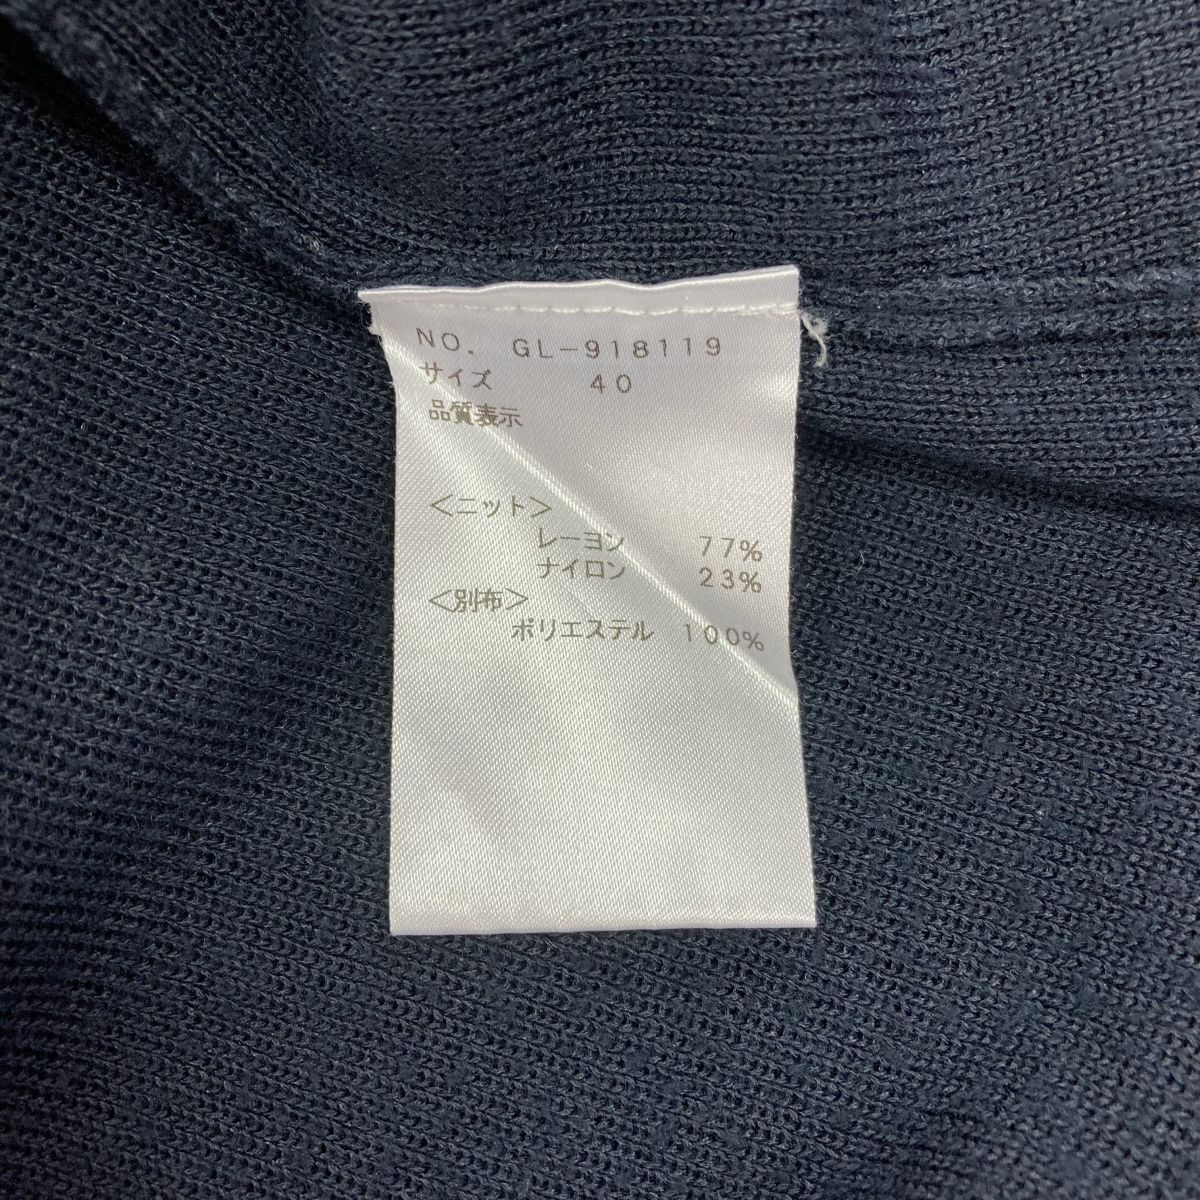 NO. GL-918119
サイズ 40
品質表示
<ニット>
レーヨン 77%
ナイロン 23%
<別布>
ポリエステル 100%